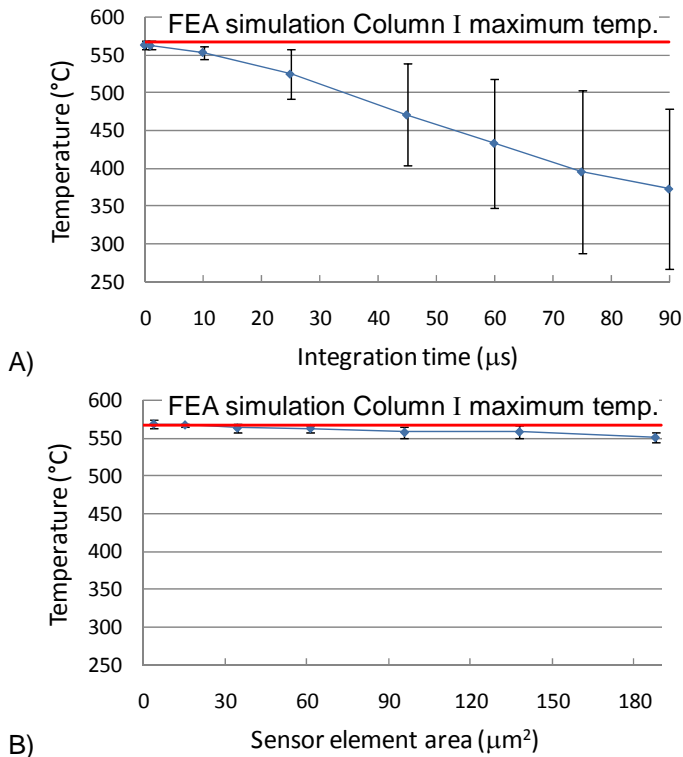 FEA simulation Column I maximum temp.
600
550
500
450
400
350
300
250
Temperature (°C)
0 10 20 30 40 50 60 70 80 90
Integration time (μs)
A)
FEA simulation Column I maximum temp.
600
550
500
450
400
350
300
250
Temperature (°C)
0 30 60 90 120 150 180
Sensor element area (μm²)
B)